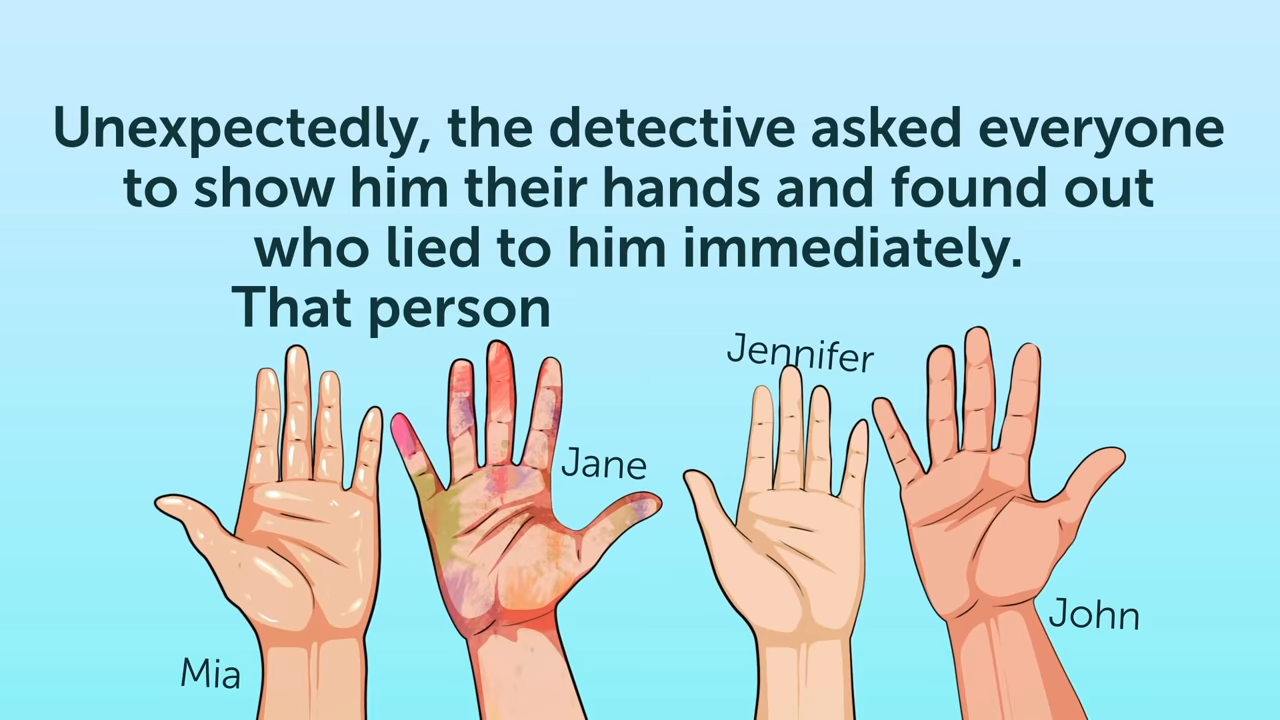 Unexpectedly, the detective asked everyone
to show him their hands and found out
who lied to him immediately.
That person
Jennifer
Jane
John
Mia